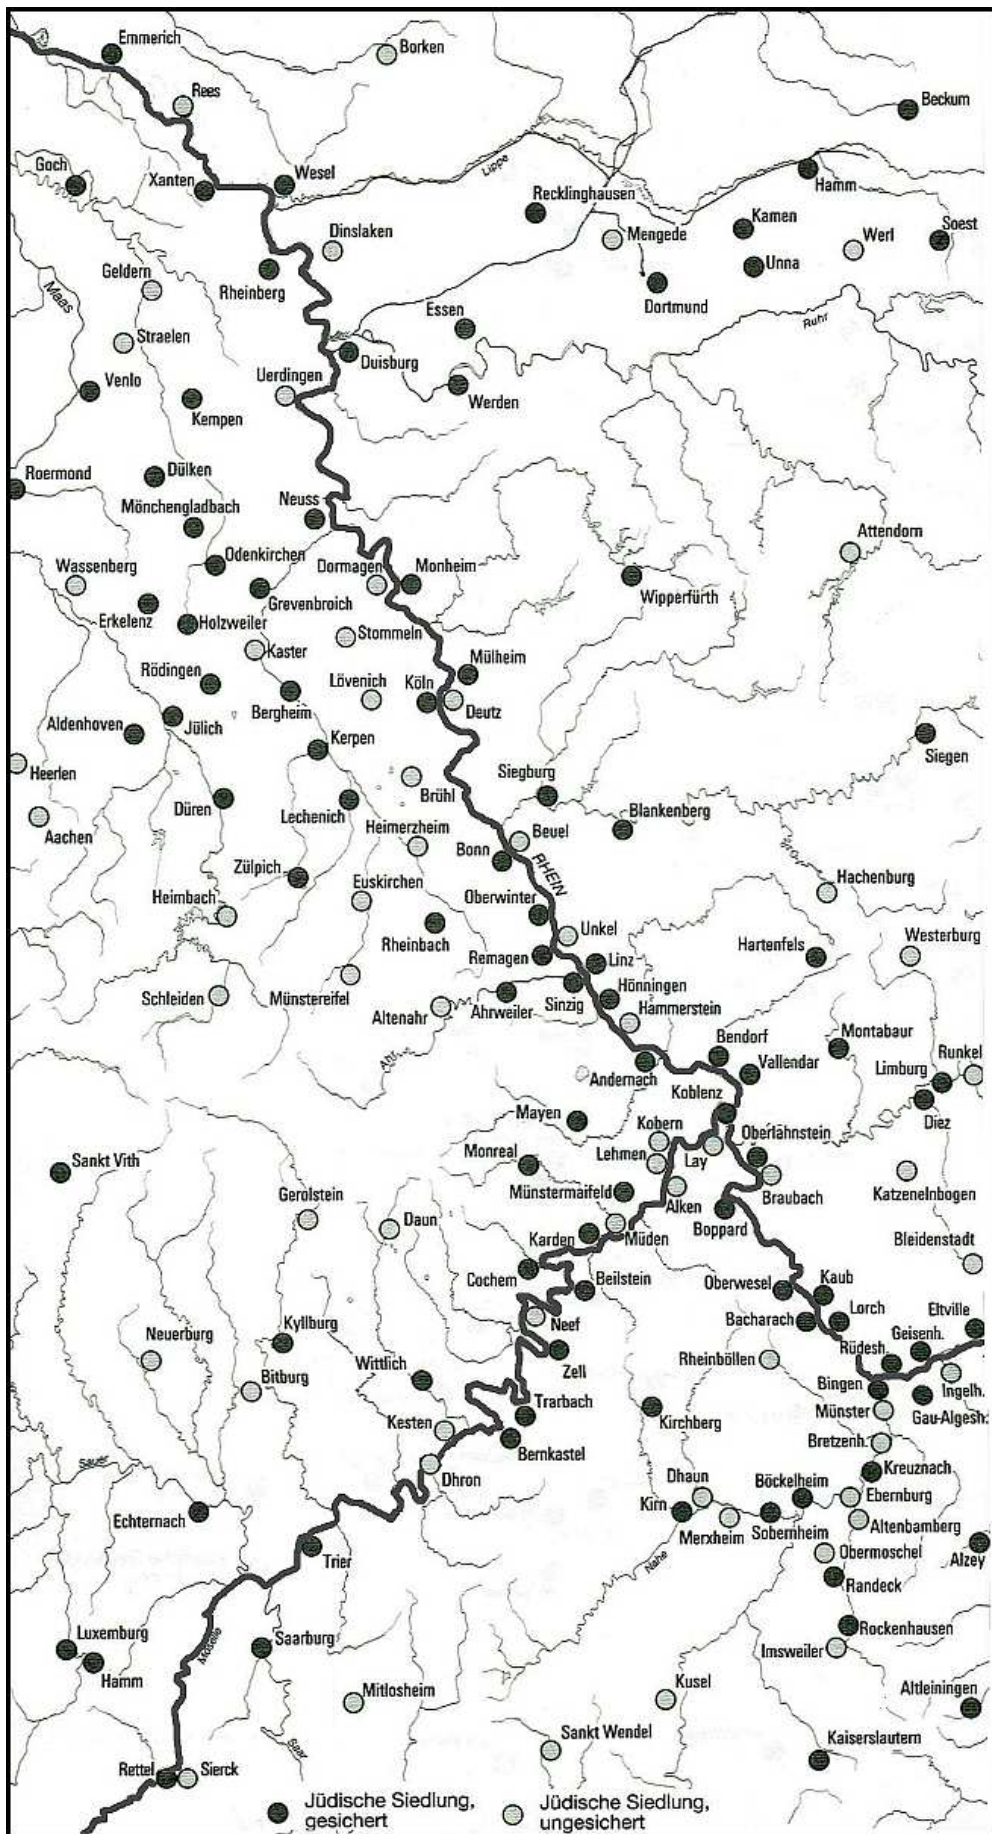 Emmerich
Borken
Rees
Beckum
Lippe
Goch
Xanten
Wesel
Hamm
Recklinghausen
Kamen
Dinslaken
Mengede
Werl
Soest
Geldern
Rheinberg
Unna
Maas
Dortmund
Essen
Ruhr
Straelen
Duisburg
Venlo
Uerdingen
Kempen
Werden
Roermond
Dülken
Mönchengladbach
Neuss
Attendorn
Odenkirchen
Wassenberg
Dormagen
Monheim
Grevenbroich
Wipperfürth
Erkelenz
Holzweiler
Stommeln
Kaster
Mülheim
Rödingen
Lövenich
Köln
Bergheim
Deutz
Aldenhoven
Jülich
Kerpen
Siegen
Heerlen
Siegburg
Brühl
Düren
Lechenich
Blankenberg
Aachen
Heimerzheim
Beuel
Bonn
RHEIN
Zülpich
Euskirchen
Hachenburg
Heimbach
Oberwinter
Rheinbach
Unkel
Westerburg
Hartenfels
Remagen
Linz
Schleiden
Münstereifel
Sinzig
Hönningen
Altenahr
Ahrweiler
Hammerstein
Ahr
Bendorf
Montabaur
Vallendar
Runkel
Andernach
Limburg
Koblenz
Diez
Mayen
Kobern
Oberlahnstein
Monreal
Lehmen
Lay
Sankt Vith
Münstermaifeld
Braubach
Katzenelnbogen
Gerolstein
Alken
Daun
Boppard
Karden
Müden
Bleidenstadt
Cochem
Beilstein
Oberwesel
Kaub
Neef
Bacharach
Lorch
Eltville
Kyllburg
Neuerburg
Geisenh.
Rüdesh.
Rheinböllen
Zell
Wittlich
Bitburg
Bingen
Ingelh.
Trarbach
Münster
Gau-Algesh.
Kirchberg
Kesten
Bernkastel
Bretzenh.
Sauer
Dhron
Kreuznach
Dhaun
Böckelheim
Ebernburg
Echternach
Kirn
Merxheim
Sobernheim
Altenbamberg
Trier
Obermoschel
Alzey
Nahe
Randeck
Luxemburg
Moselle
Saarburg
Rockenhausen
Imsweiler
Hamm
Kusel
Mitlosheim
Altleiningen
Sankt Wendel
Saar
Kaiserslautern
Rettel
Sierck
Jüdische Siedlung,
gesichert
Jüdische Siedlung,
ungesichert